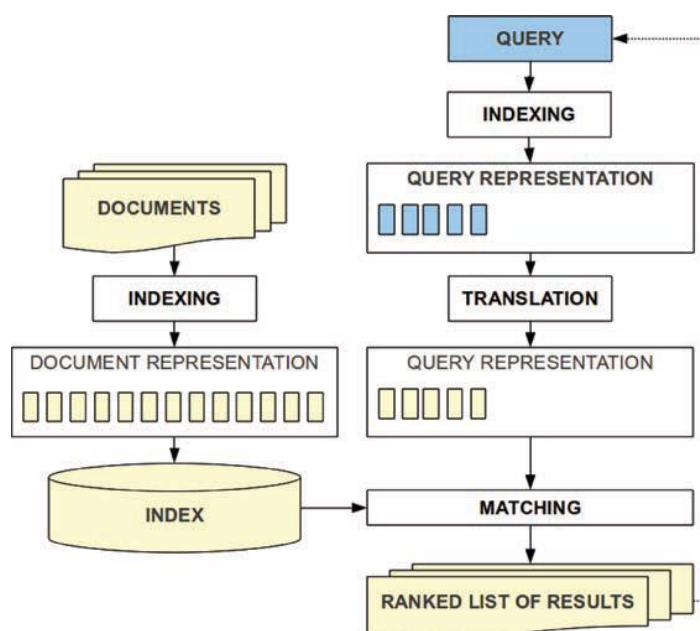 QUERY
INDEXING
QUERY REPRESENTATION
DOCUMENTS
INDEXING
TRANSLATION
DOCUMENT REPRESENTATION
QUERY REPRESENTATION
INDEX
MATCHING
RANKED LIST OF RESULTS